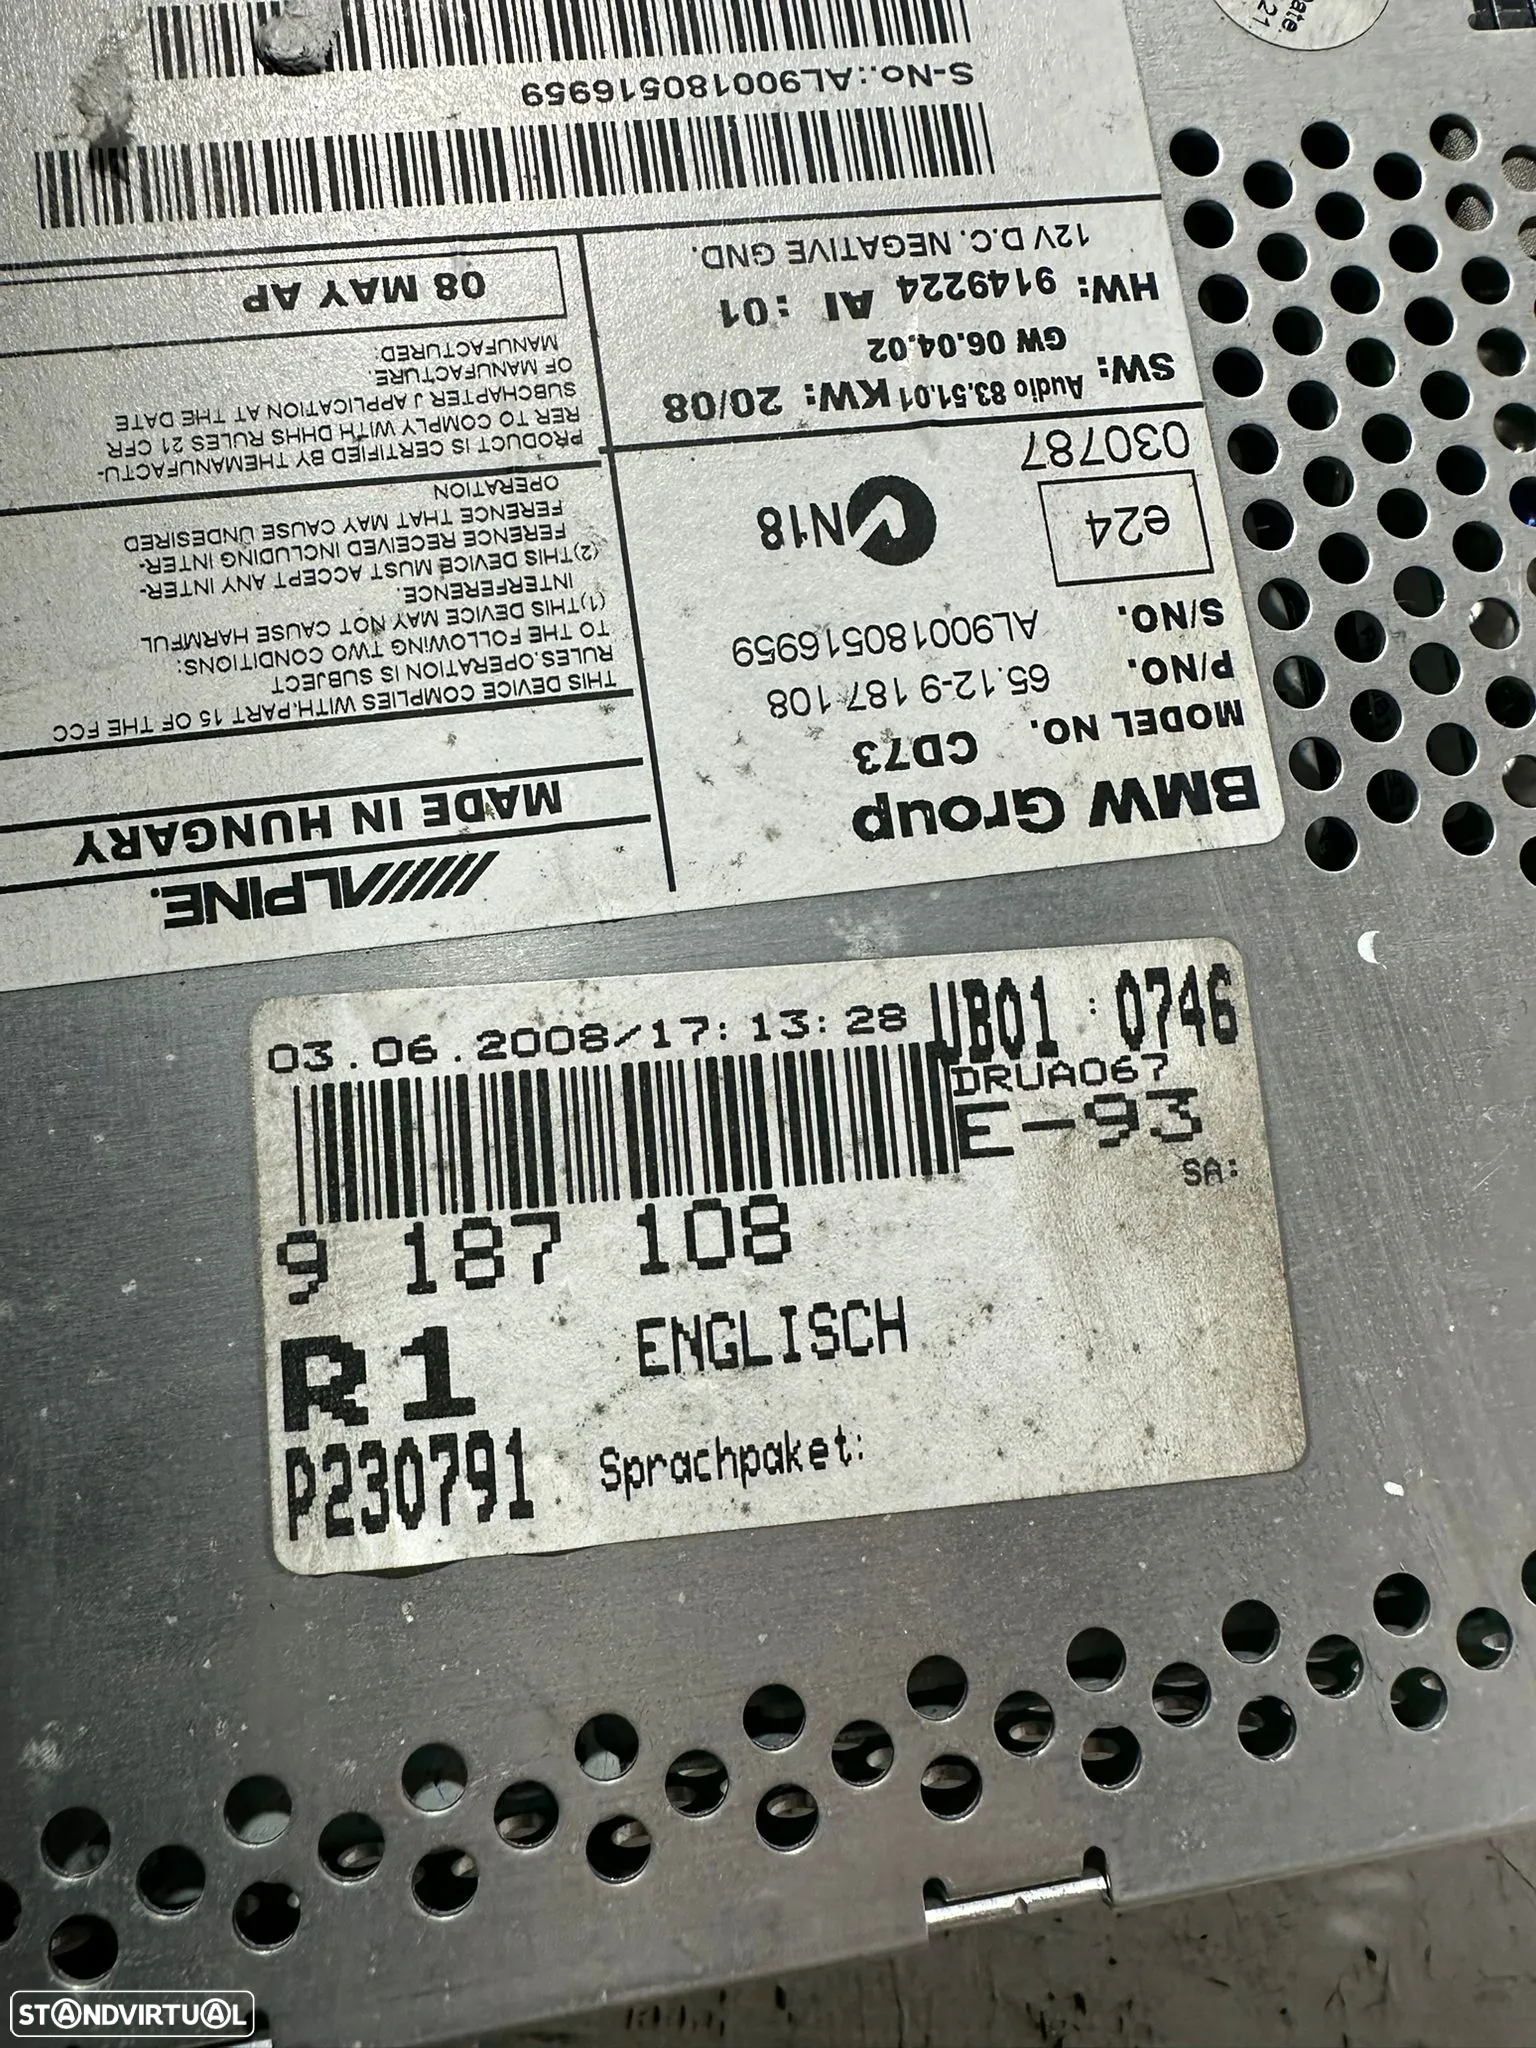 BMW Group
MODEL NO. CD73
P/NO. 65.12-9 187 108
S/NO. AL900180516959
e24
N18
030787
SW: Audio 83.51.01 KW: 20/08
GW 06.04.02
HW: 9149224 AI : 01
12V D.C. NEGATIVE GND.
ALPINE.
MADE IN HUNGARY
THIS DEVICE COMPLIES WITH.PART 15 OF THE FCC
RULES.OPERATION IS SUBJECT
TO THE FOLLOWING TWO CONDITIONS:
(1)THIS DEVICE MAY NOT CAUSE HARMFUL
INTERFERENCE.
(2)THIS DEVICE MUST ACCEPT ANY INTER-
FERENCE RECEIVED INCLUDING INTER-
FERENCE THAT MAY CAUSE UNDESIRED
OPERATION
PRODUCT IS CERTIFIED BY THEMANUFACTU-
RER TO COMPLY WITH DHHS RULES 21 CFR
SUBCHAPTER J APPLICATION AT THE DATE
OF MANUFACTURE.
MANUFACTURED:
08 MAY AP
S-No.:AL900180516959
Date.
21
03.06.2008/17:13:28 UB01 : 0746
DRUA067
E-93
SA:
9 187 108
R1 ENGLISCH
P230791 Sprachpaket:
STANDVIRTUAL